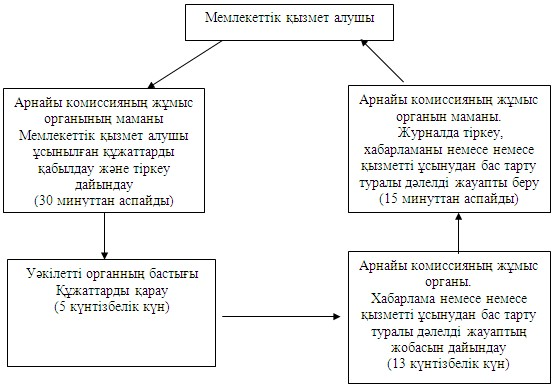 Мемлекеттік қызмет алушы
Арнайы комиссияның жұмыс
органының маманы
Мемлекеттік қызмет алушы
ұсынылған құжаттарды
қабылдау және тіркеу
дайындау
(30 минуттан аспайды)
Уәкілетті органның бастығы
Құжаттарды қарау
(5 күнтізбелік күн)
Арнайы комиссияның жұмыс
органы.
Хабарлама немесе немесе
қызметті ұсынудан бас тарту
туралы дәлелді жауаптың
жобасын дайындау
(13 күнтізбелік күн)
Арнайы комиссияның жұмыс
органын маманы.
Журналда тіркеу,
хабарламаны немесе немесе
қызметті ұсынудан бас тарту
туралы дәлелді жауапты беру
(15 минуттан аспайды)